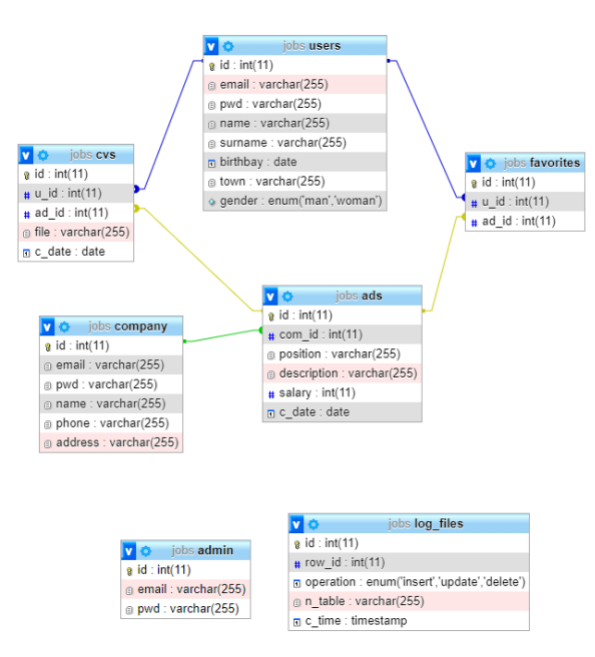 jobs users
id : int(11)
email : varchar(255)
pwd : varchar(255)
name : varchar(255)
surname : varchar(255)
birthbay : date
town : varchar(255)
gender : enum('man','woman')
jobs cvs
id : int(11)
u_id : int(11)
ad_id : int(11)
file : varchar(255)
c_date : date
jobs favorites
id : int(11)
u_id : int(11)
ad_id : int(11)
jobs ads
id : int(11)
com_id : int(11)
position : varchar(255)
description : varchar(255)
salary : int(11)
c_date : date
jobs company
id : int(11)
email : varchar(255)
pwd : varchar(255)
name : varchar(255)
phone : varchar(255)
address : varchar(255)
jobs admin
id : int(11)
email : varchar(255)
pwd : varchar(255)
jobs log_files
id : int(11)
row_id : int(11)
operation : enum('insert','update','delete')
n_table : varchar(255)
c_time : timestamp